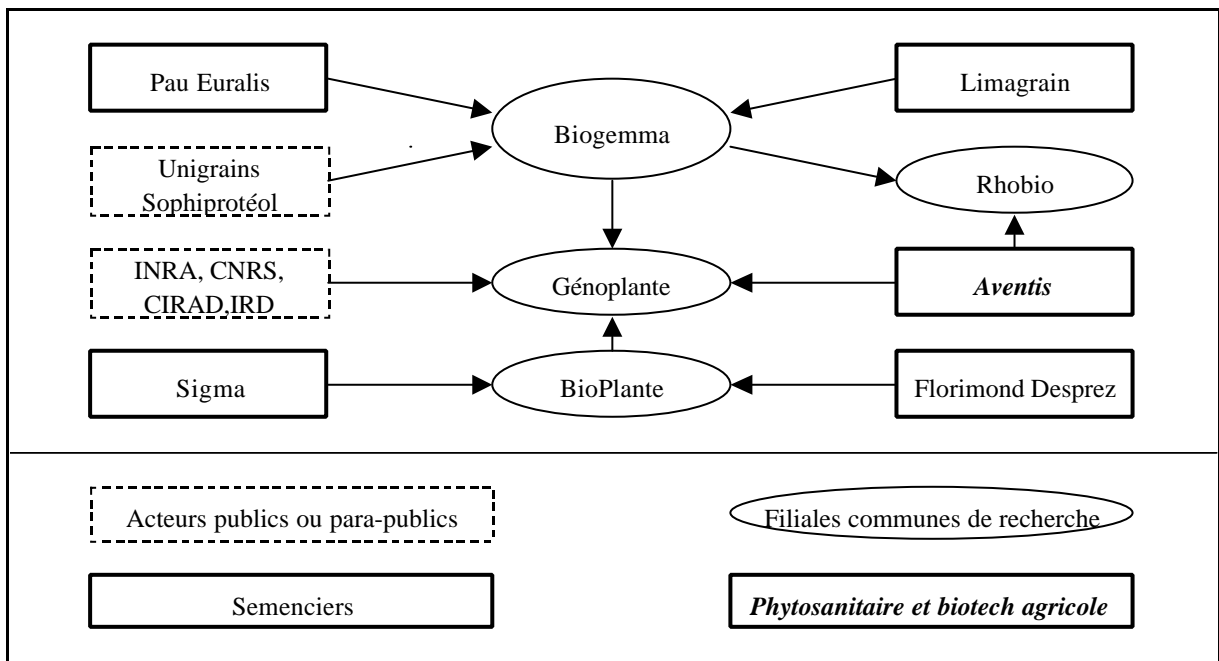 Pau Euralis
Limagrain
Biogemma
Unigrains
Sophiprotéol
Rhobio
INRA, CNRS,
CIRAD,IRD
Génoplante
Aventis
Sigma
BioPlante
Florimond Desprez
Acteurs publics ou para-publics
Filiales communes de recherche
Semenciers
Phytosanitaire et biotech agricole